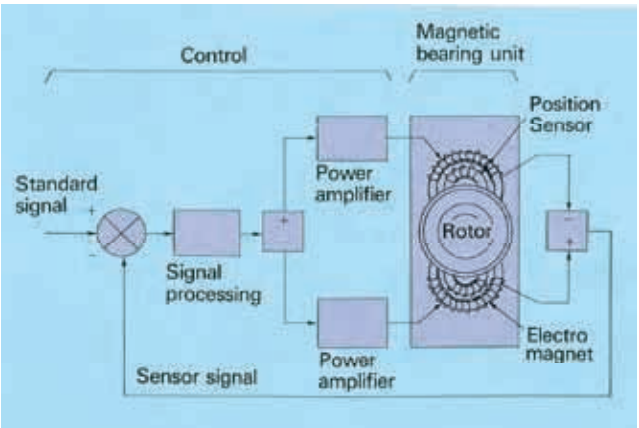 Control
Magnetic
bearing unit
Position
Sensor
Power
amplifier
Standard
signal
+
-
+
-
-
+
Rotor
Signal
processing
Electro
magnet
Power
amplifier
Sensor signal